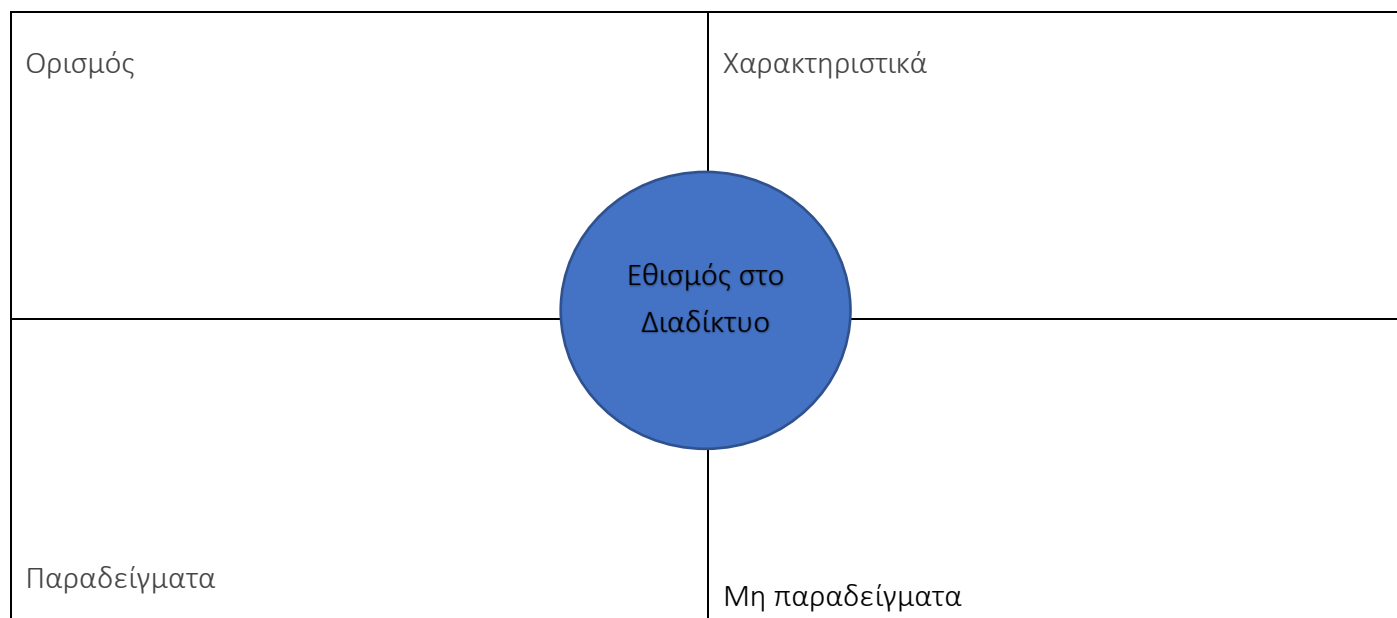 Ορισμός
Χαρακτηριστικά
Εθισμός στο
Διαδίκτυο
Παραδείγματα
Μη παραδείγματα